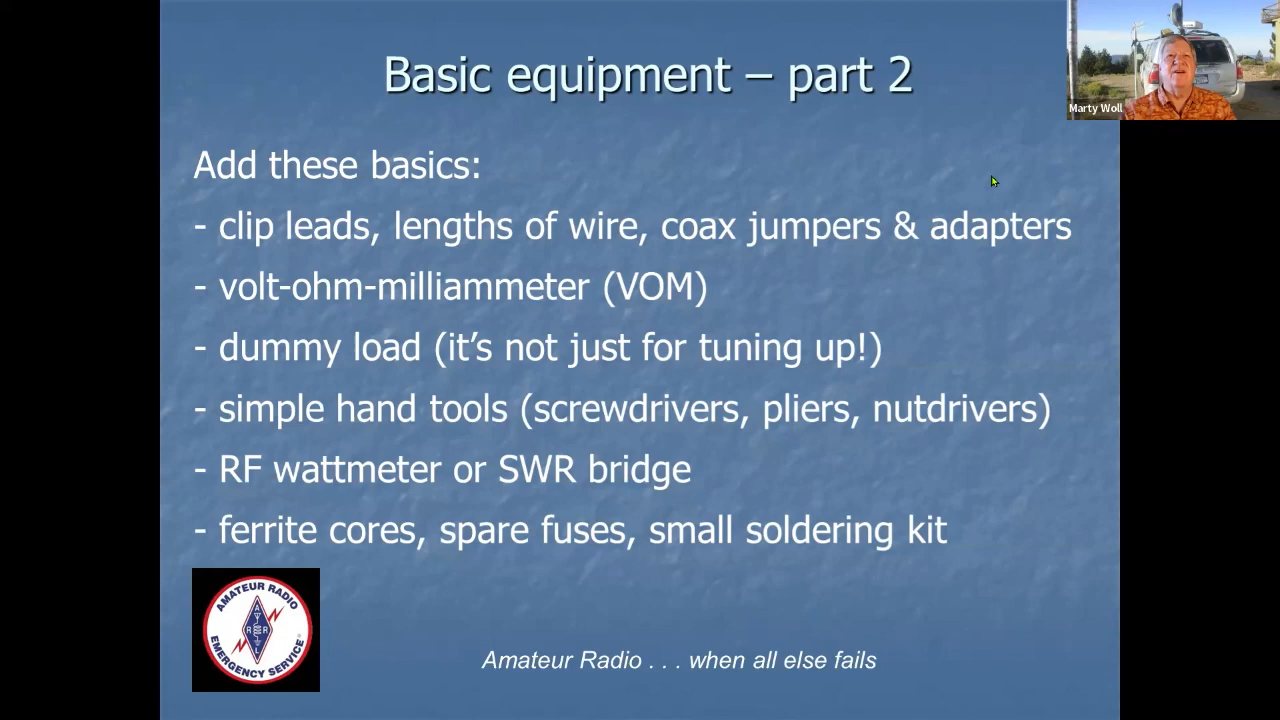 Basic equipment – part 2
Marty Woll
Add these basics:
- clip leads, lengths of wire, coax jumpers & adapters
- volt-ohm-milliammeter (VOM)
- dummy load (it’s not just for tuning up!)
- simple hand tools (screwdrivers, pliers, nutdrivers)
- RF wattmeter or SWR bridge
- ferrite cores, spare fuses, small soldering kit
AMATEUR RADIO
A
R R
L
EMERGENCY SERVICE
Amateur Radio . . . when all else fails